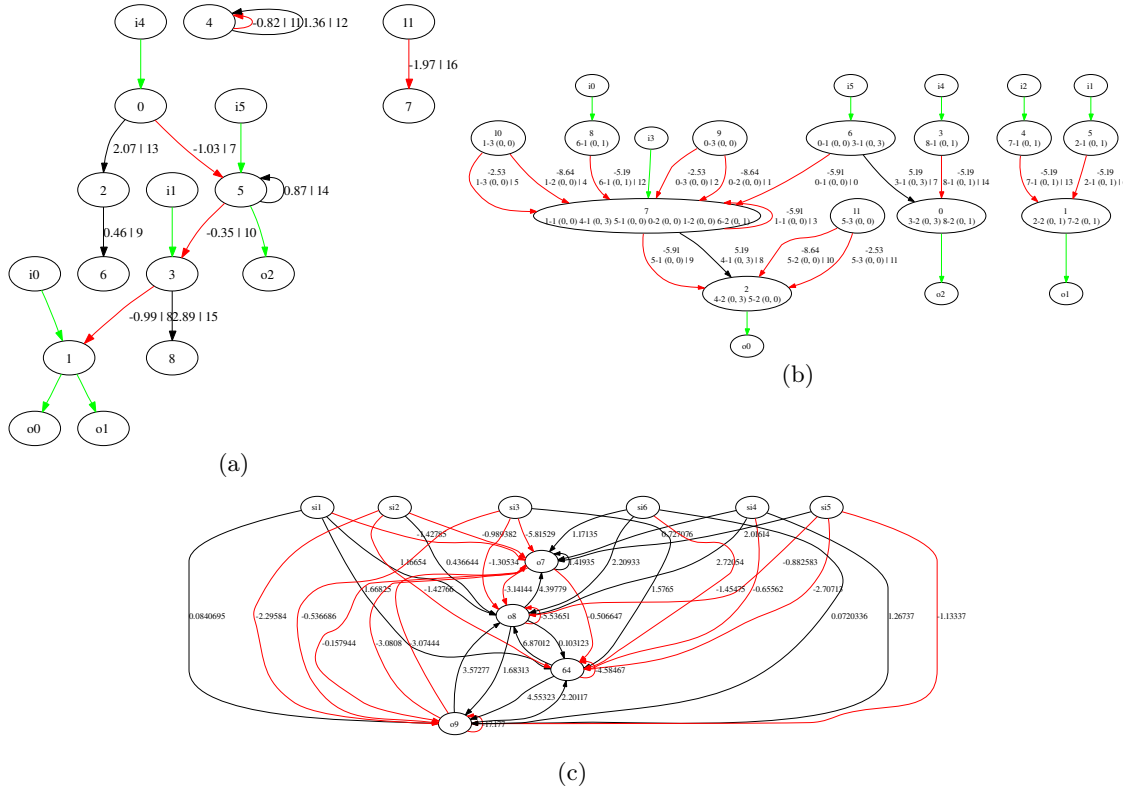 i4
4
-0.82 | 11
1.36 | 12
11
-1.97 | 16
0
i5
7
2.07 | 13
-1.03 | 7
2
i1
5
0.87 | 14
0.46 | 9
-0.35 | 10
i0
6
3
o2
-0.99 | 8
2.89 | 15
1
8
o0
o1
(a)
i0
i5
i4
i2
i1
10
1-3 (0, 0)
8
6-1 (0, 1)
i3
9
0-3 (0, 0)
6
0-1 (0, 0) 3-1 (0, 3)
3
8-1 (0, 1)
4
7-1 (0, 1)
5
2-1 (0, 1)
-2.53
1-3 (0, 0) | 5
-8.64
1-2 (0, 0) | 4
-5.19
6-1 (0, 1) | 12
-2.53
0-3 (0, 0) | 2
-8.64
0-2 (0, 0) | 1
-5.91
0-1 (0, 0) | 0
5.19
3-1 (0, 3) | 7
-5.19
8-1 (0, 1) | 14
-5.19
7-1 (0, 1) | 13
-5.19
2-1 (0, 1) | 6
7
1-1 (0, 0) 4-1 (0, 3) 5-1 (0, 0) 0-2 (0, 0) 1-2 (0, 0) 6-2 (0, 1)
-5.91
1-1 (0, 0) | 3
11
5-3 (0, 0)
0
3-2 (0, 3) 8-2 (0, 1)
1
2-2 (0, 1) 7-2 (0, 1)
-5.91
5-1 (0, 0) | 9
5.19
4-1 (0, 3) | 8
-8.64
5-2 (0, 0) | 10
-2.53
5-3 (0, 0) | 11
2
4-2 (0, 3) 5-2 (0, 0)
o2
o1
o0
(b)
si1
si2
si3
si6
si4
si5
-1.42785
-0.989382
-5.81529
1.17135
0.727076
2.01614
1.16654
0.436644
-1.30534
o7
1.41935
2.20933
2.72054
-0.882583
1.66825
-1.42766
-3.14144
4.39779
1.5765
-1.45475
-0.65562
-2.70713
0.0840695
-2.29584
-0.536686
o8
-5.53651
-0.506647
0.0720336
1.26737
-1.13337
-0.157944
-3.0808
-3.07444
6.87012
0.103123
3.57277
1.68313
64
-4.58467
4.55323
2.20117
o9
(c)